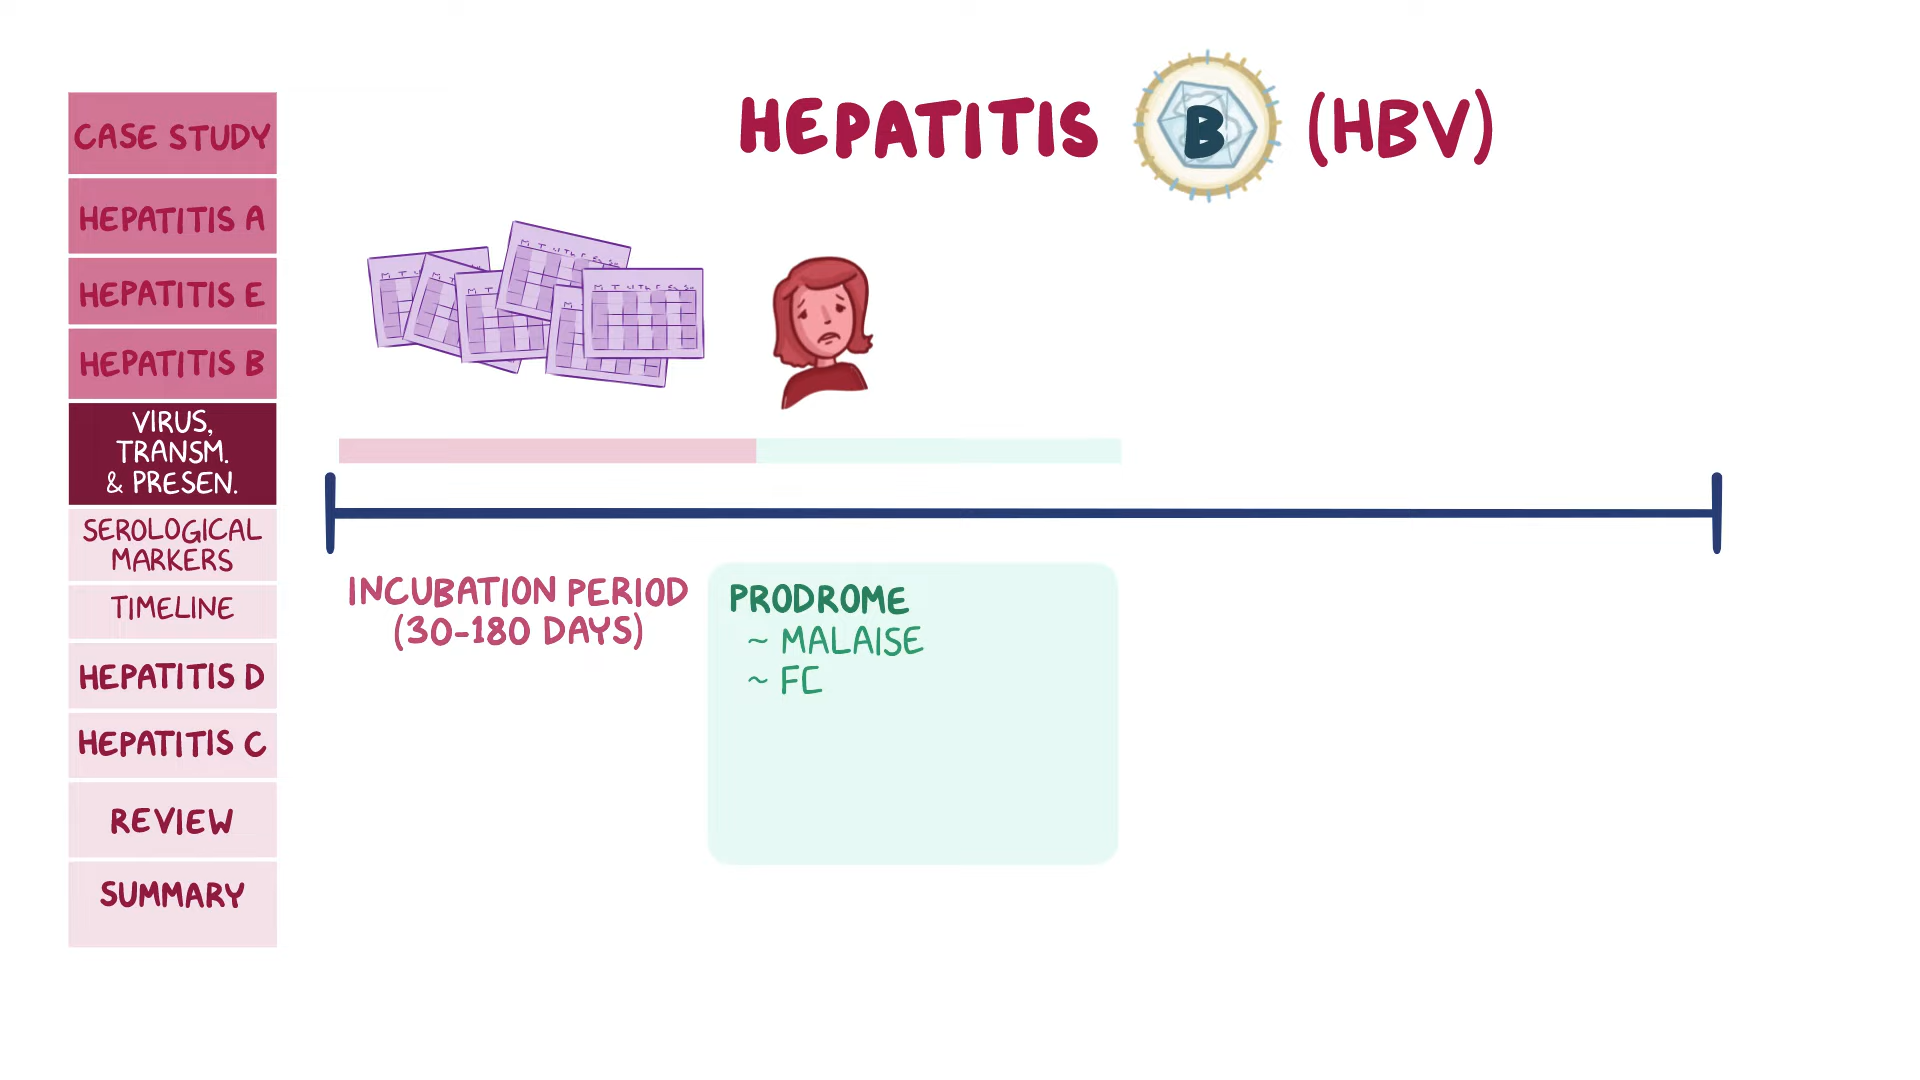 HEPATITIS B (HBV)
CASE STUDY
HEPATITIS A
HEPATITIS E
HEPATITIS B
VIRUS,
TRANSM.
& PRESEN.
SEROLOGICAL
MARKERS
TIMELINE
HEPATITIS D
HEPATITIS C
REVIEW
SUMMARY
INCUBATION PERIOD
(30-180 DAYS)
PRODROME
~ MALAISE
~ FC